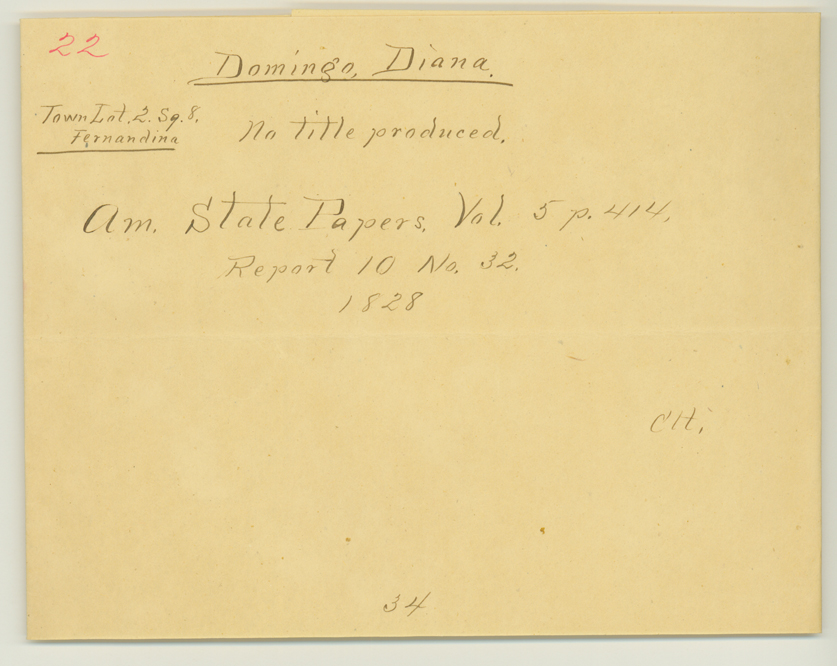 22
Domingo, Diana.
Town Lot, 2. Sq. 8,
Fernandina
No title produced.
Am. State Papers, Vol. 5 p. 414,
Report 10 No. 32.
1828
CH.
34